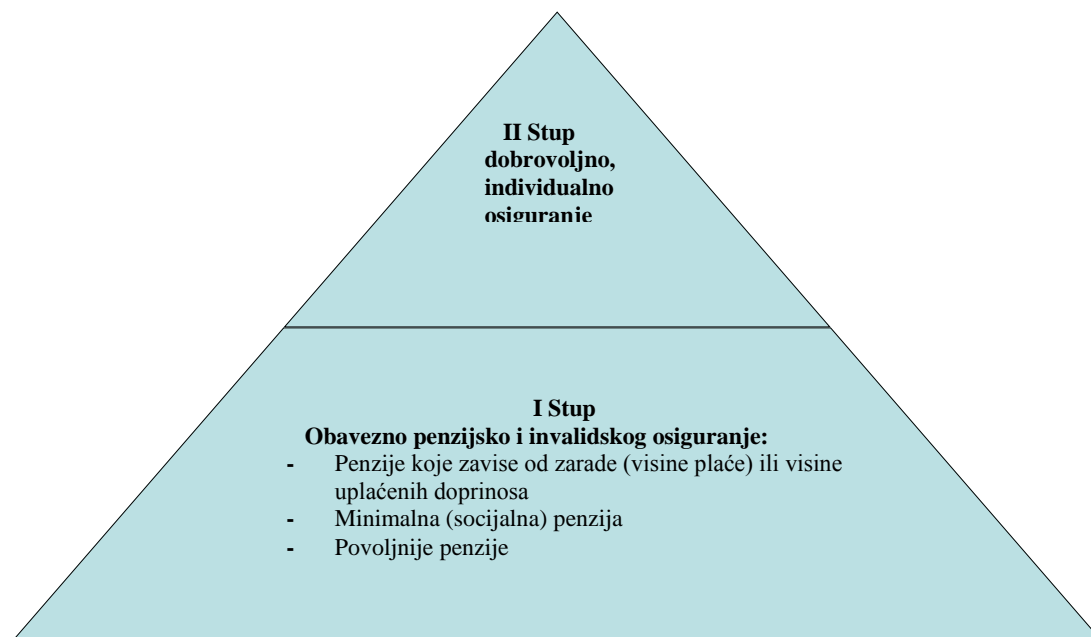 II Stup
dobrovoljno,
individualno
osiguranje
I Stup
Obavezno penzijsko i invalidskog osiguranje:
- Penzije koje zavise od zarade (visine plaće) ili visine
uplaćenih doprinosa
- Minimalna (socijalna) penzija
- Povoljnije penzije